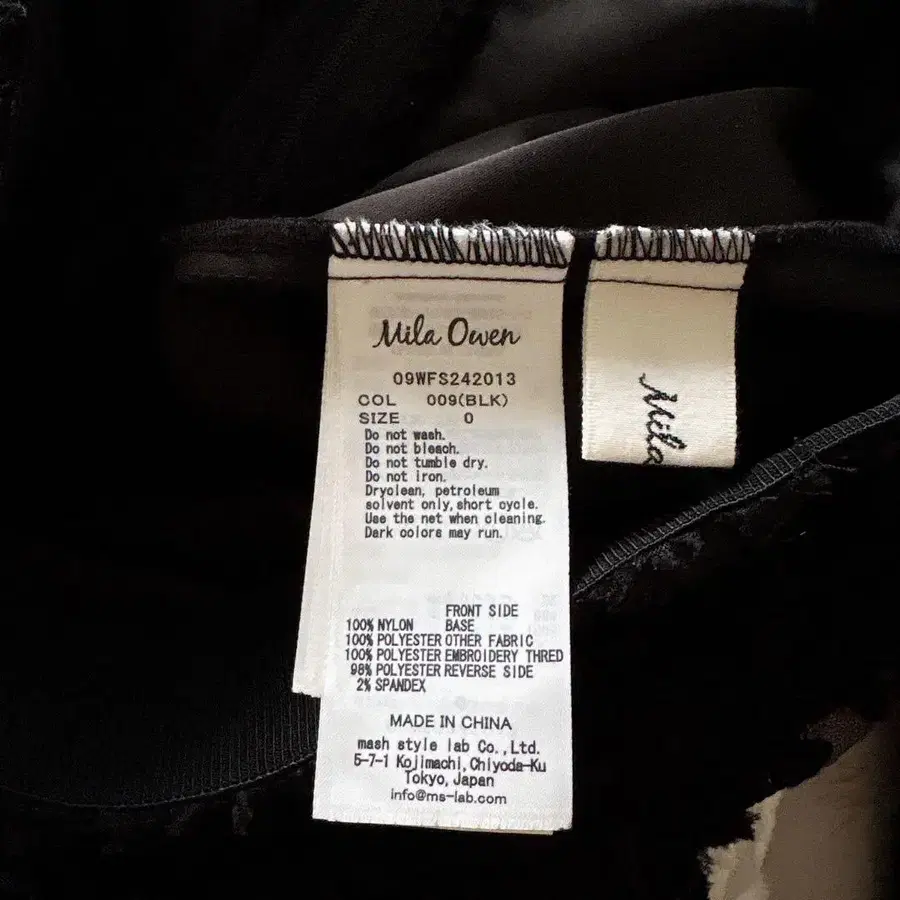 Mila Owen
09WFS242013
COL 009(BLK)
SIZE 0
Do not wash.
Do not bleach.
Do not tumble dry.
Do not iron.
Dryclean, petroleum
solvent only,short cycle.
Use the net when cleaning.
Dark colors may run.
FRONT SIDE
100% NYLON BASE
100% POLYESTER OTHER FABRIC
100% POLYESTER EMBROIDERY THRED
98% POLYESTER REVERSE SIDE
2% SPANDEX
MADE IN CHINA
mash style lab Co.,Ltd.
5-7-1 Kojimachi,Chiyoda-Ku
Tokyo,Japan
info@ms-lab.com
Mila